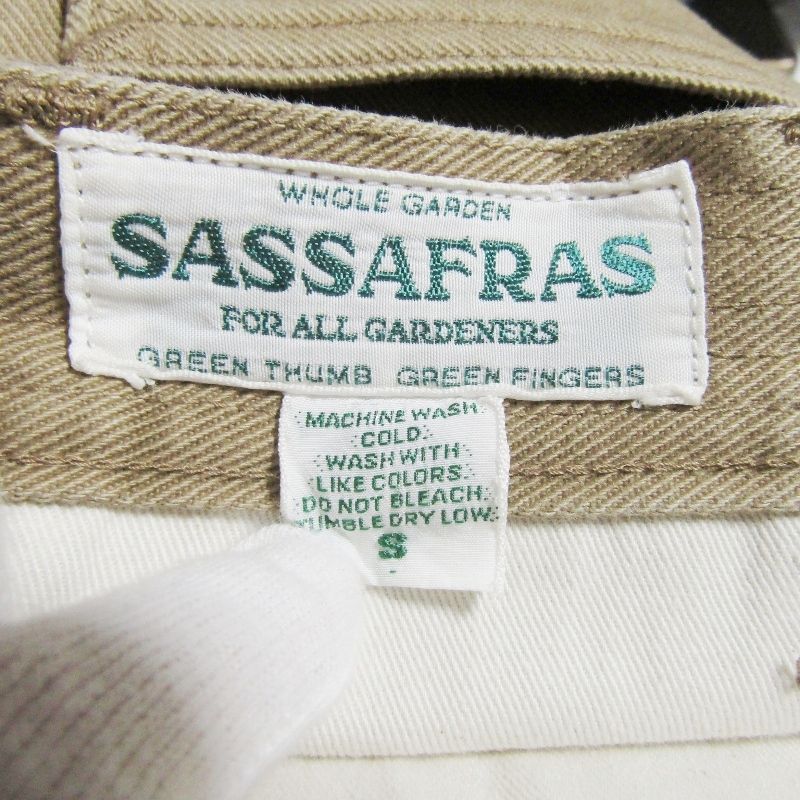 WHOLE GARDEN
SASSAFRAS
FOR ALL GARDENERS
GREEN THUMB GREEN FINGERS
MACHINE WASH
COLD.
WASH WITH
LIKE COLORS.
DO NOT BLEACH.
TUMBLE DRY LOW.
S